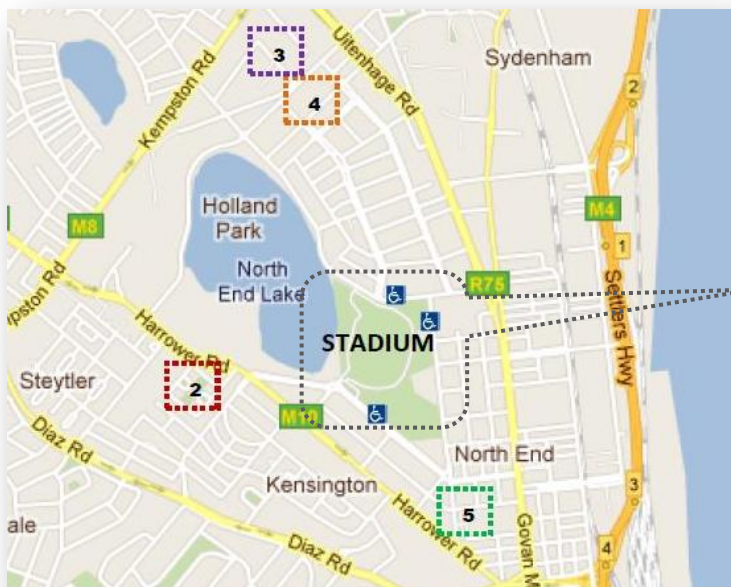 3
Uitenhage Rd
Sydenham
2
Kempston Rd
4
Holland
Park
M8
M4
1
North
End Lake
R75
pston Rd
Settlers Hwy
Harrower Rd
STADIUM
Steytler
2
M10
Diaz Rd
North End
Kensington
3
5
Harrower Rd
Govan M
ale
Diaz Rd
4